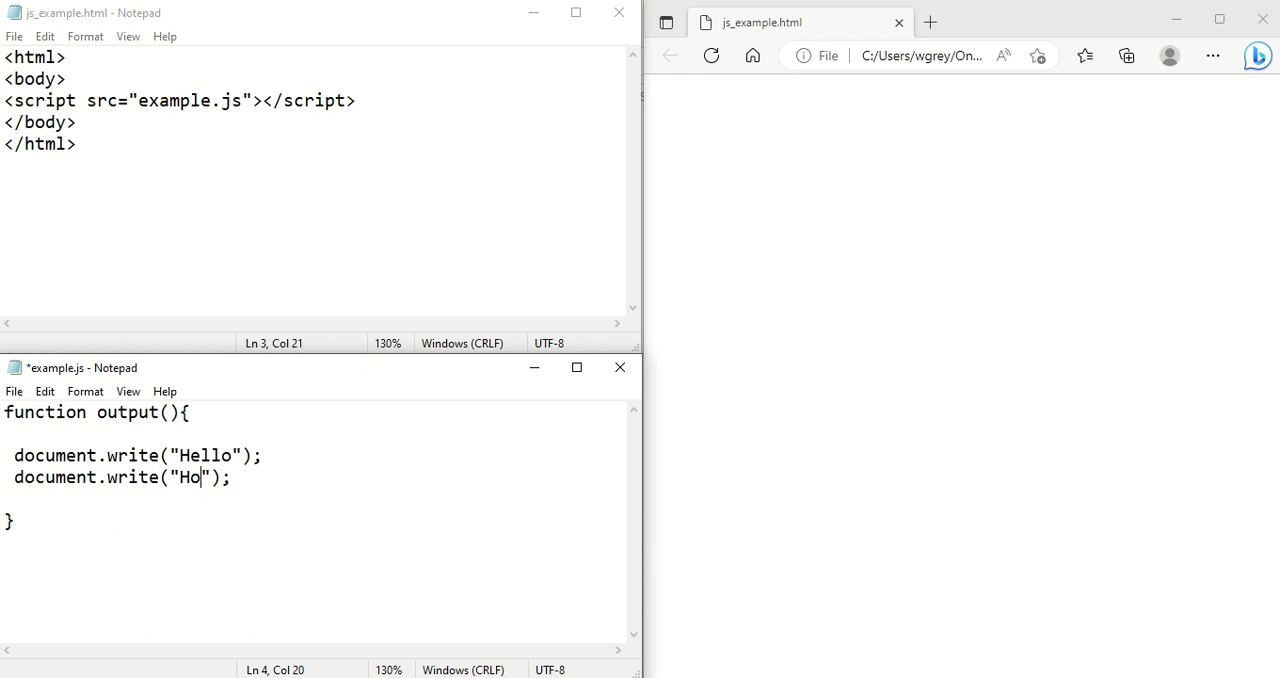 js_example.html - Notepad
File Edit Format View Help
<html>
<body>
<script src="example.js"></script>
</body>
</html>
Ln 3, Col 21 130% Windows (CRLF) UTF-8
*example.js - Notepad
File Edit Format View Help
function output(){
document.write("Hello");
document.write("Ho");
}
Ln 4, Col 20 130% Windows (CRLF) UTF-8
js_example.html
File C:/Users/wgrey/On...